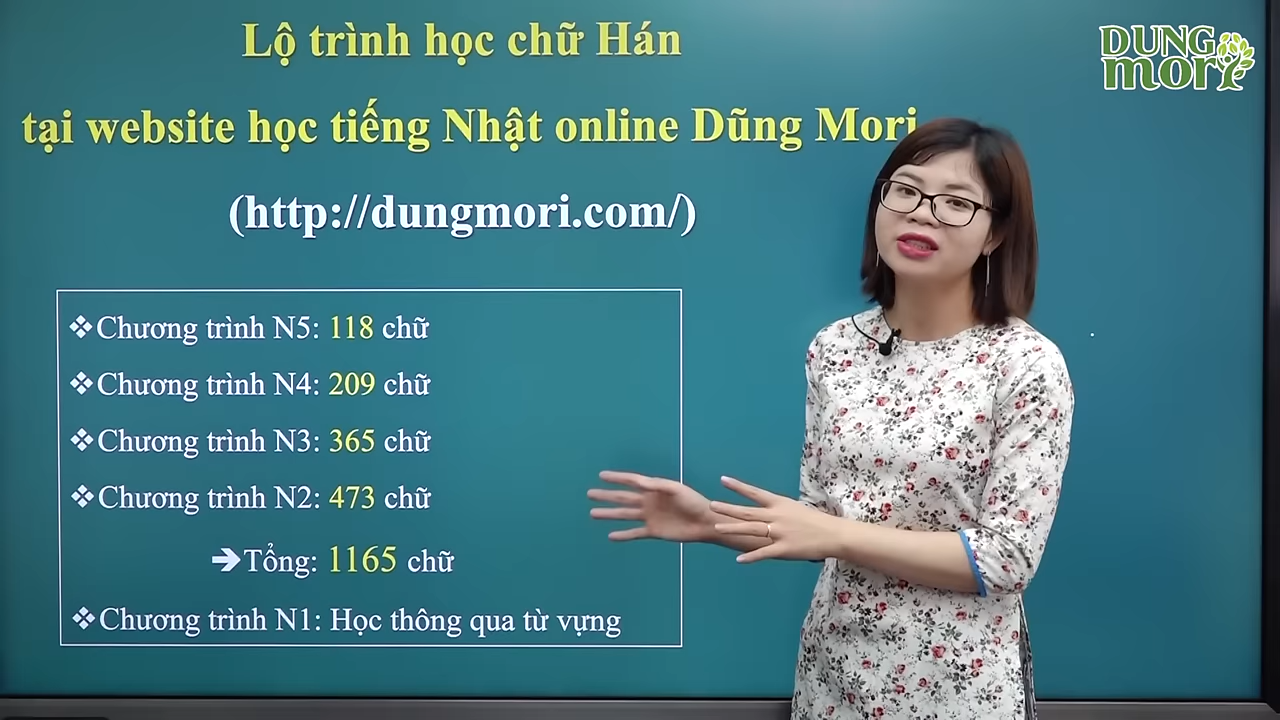 Lộ trình học chữ Hán
tại website học tiếng Nhật online Dũng Mori
(http://dungmori.com/)
❖Chương trình N5: 118 chữ
❖Chương trình N4: 209 chữ
❖Chương trình N3: 365 chữ
❖Chương trình N2: 473 chữ
➔Tổng: 1165 chữ
❖Chương trình N1: Học thông qua từ vựng
DUNG
mori